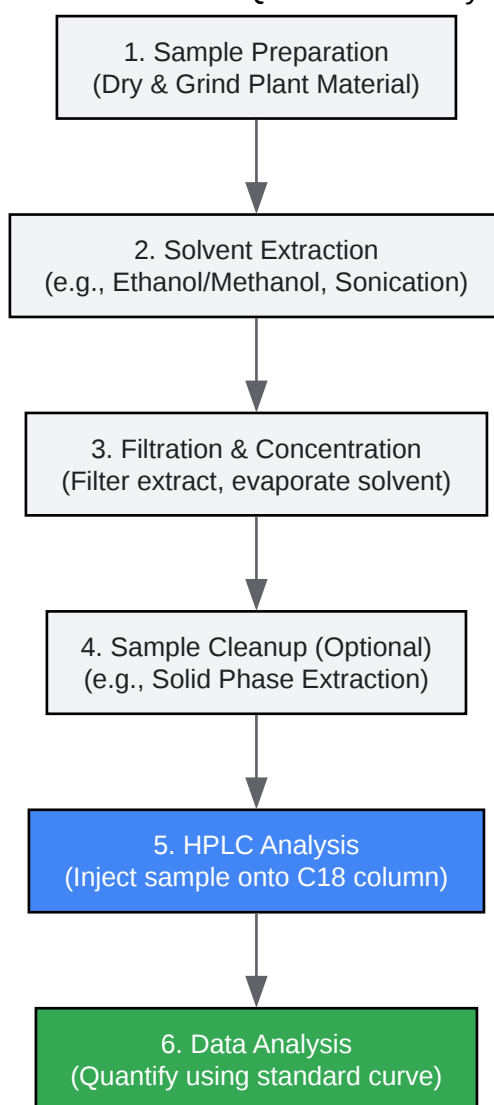 1. Sample Preparation
(Dry & Grind Plant Material)
2. Solvent Extraction
(e.g., Ethanol/Methanol, Sonication)
3. Filtration & Concentration
(Filter extract, evaporate solvent)
4. Sample Cleanup (Optional)
(e.g., Solid Phase Extraction)
5. HPLC Analysis
(Inject sample onto C18 column)
6. Data Analysis
(Quantify using standard curve)